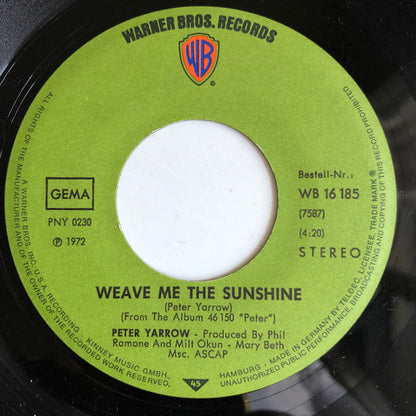 WARNER BROS. RECORDS
WB
GEMA
PNY 0230
℗ 1972
Bestell-Nr.:
WB 16 185
(7587)
(4:20)
STEREO
WEAVE ME THE SUNSHINE
(Peter Yarrow)
(From The Album 46 150 "Peter")
PETER YARROW - Produced By Phil
Ramone And Milt Okun - Mary Beth
Msc. ASCAP
45
ALL RIGHTS OF THE MANUFACTURER AND OF THE OWNER OF THE RECORDED WORK RESERVED.
A WARNER BROS. INC. U.S.A. RECORDING
KINNEY MUSIC GMBH. HAMBURG - MADE IN GERMANY BY TELDEC, LICENSEE, TRADE MARK ®
UNAUTHORIZED PUBLIC PERFORMANCE, BROADCASTING AND COPYING OF THIS RECORD